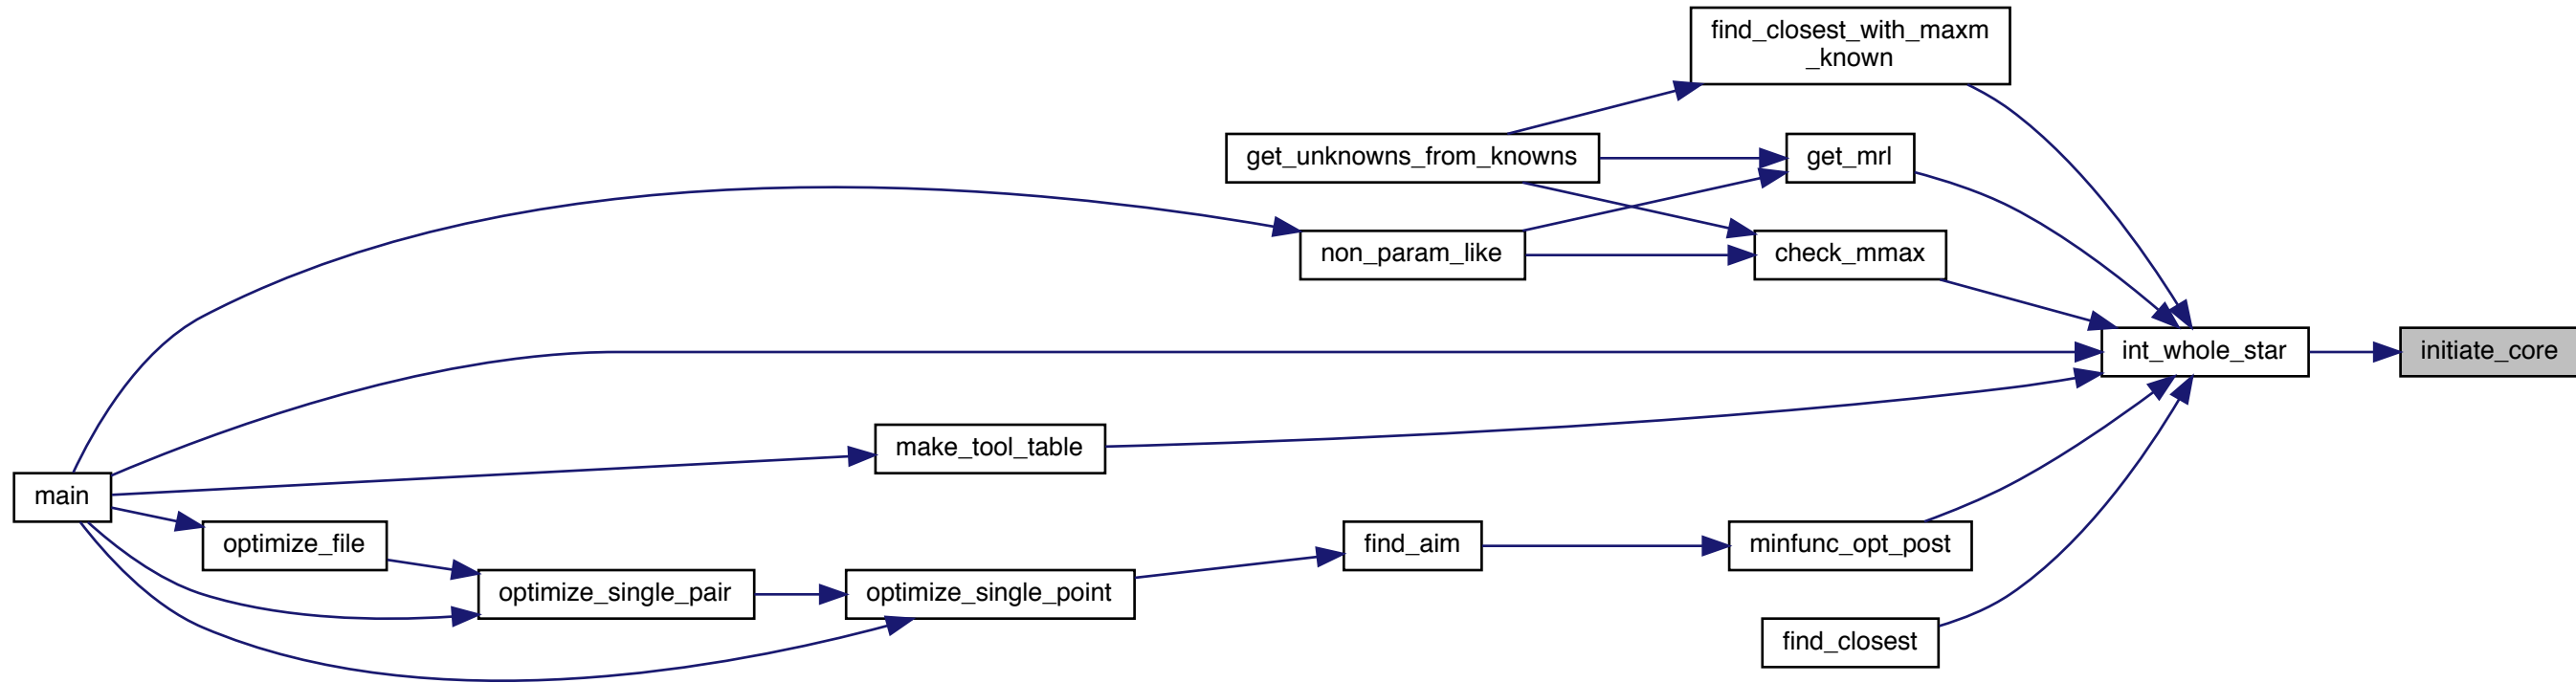 find_closest_with_maxm
_known
get_unknowns_from_knowns
get_mrl
non_param_like
check_mmax
int_whole_star
initiate_core
make_tool_table
main
optimize_file
find_aim
minfunc_opt_post
optimize_single_pair
optimize_single_point
find_closest